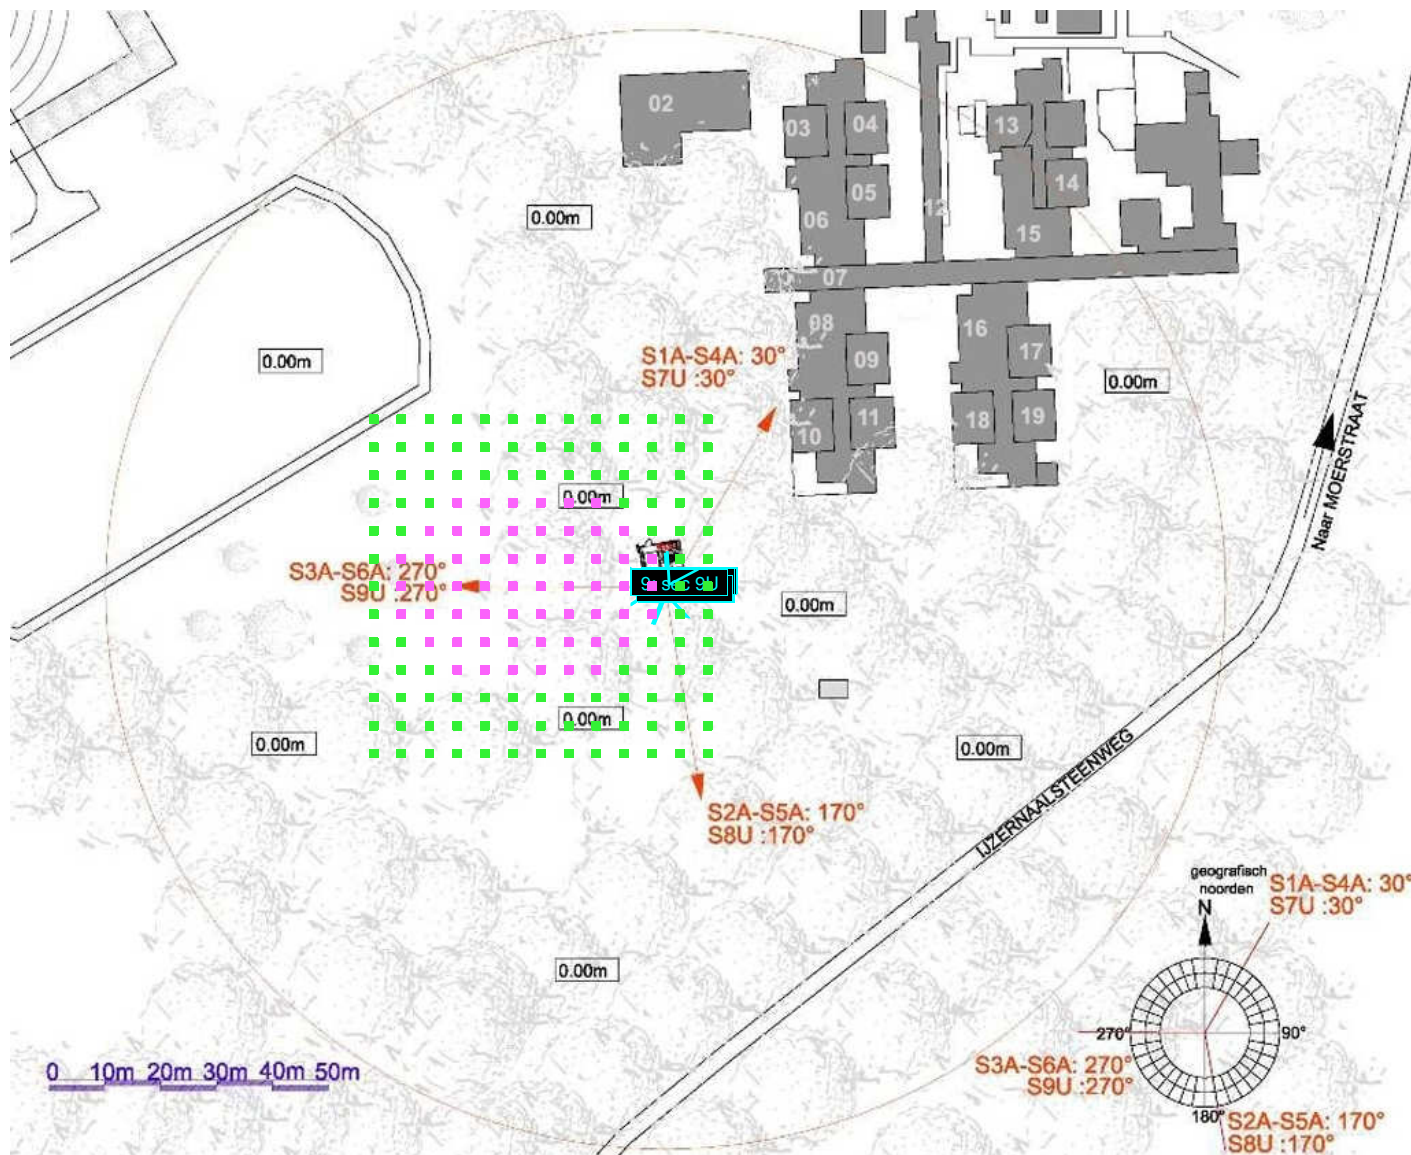 02
03
04
13
14
05
06
12
15
0.00m
07
08
16
S1A-S4A: 30°
S7U :30°
09
17
0.00m
0.00m
10
11
18
19
0.00m
Naar MOERSTRAAT
S3A-S6A: 270°
S9U :270°
sec 9U
0.00m
0.00m
0.00m
0.00m
IJZERNAALSTEENWEG
S2A-S5A: 170°
S8U :170°
geografisch
noorden
N
S1A-S4A: 30°
S7U :30°
0.00m
270°
90°
S3A-S6A: 270°
S9U :270°
180°
S2A-S5A: 170°
S8U :170°
0 10m 20m 30m 40m 50m